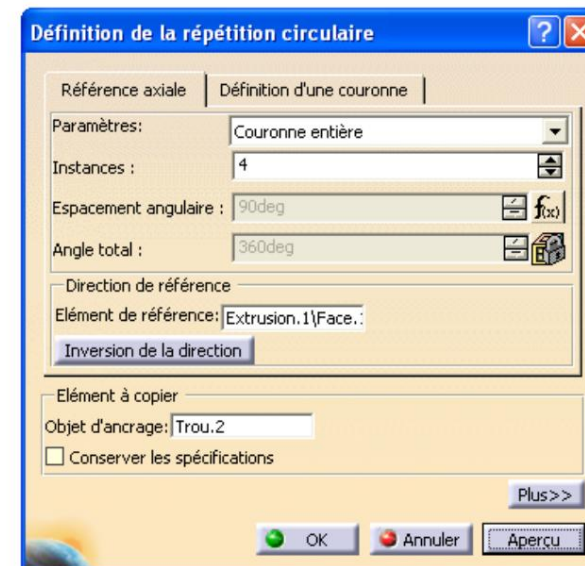 Définition de la répétition circulaire ? X
Référence axiale Définition d'une couronne
Paramètres: Couronne entière
Instances : 4
Espacement angulaire : 90deg f(x)
Angle total : 360deg
Direction de référence
Elément de référence: Extrusion.1\Face.
Inversion de la direction
Elément à copier
Objet d'ancrage: Trou.2
Conserver les spécifications
Plus>>
OK Annuler Aperçu